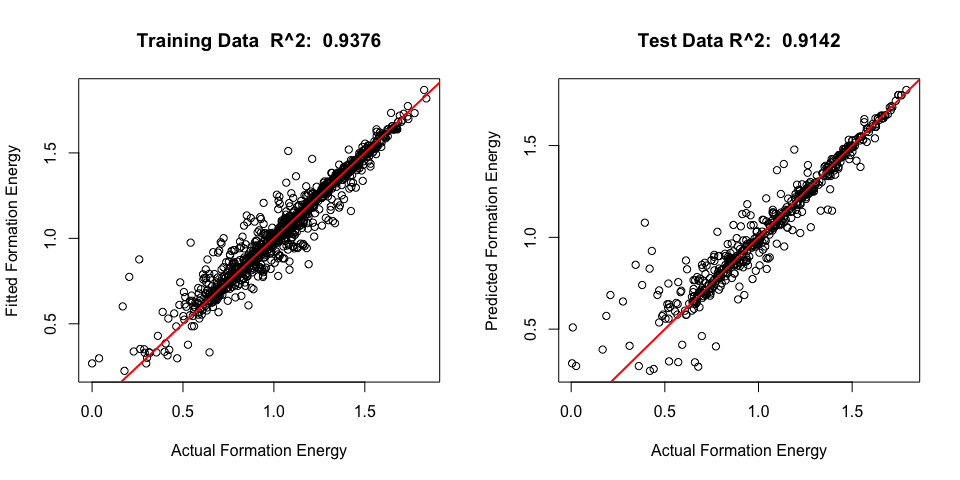 Training Data  R^2:  0.9376
Fitted Formation Energy
1.5
1.0
0.5
0.0 0.5 1.0 1.5
Actual Formation Energy
Test Data R^2:  0.9142
Predicted Formation Energy
1.5
1.0
0.5
0.0 0.5 1.0 1.5
Actual Formation Energy